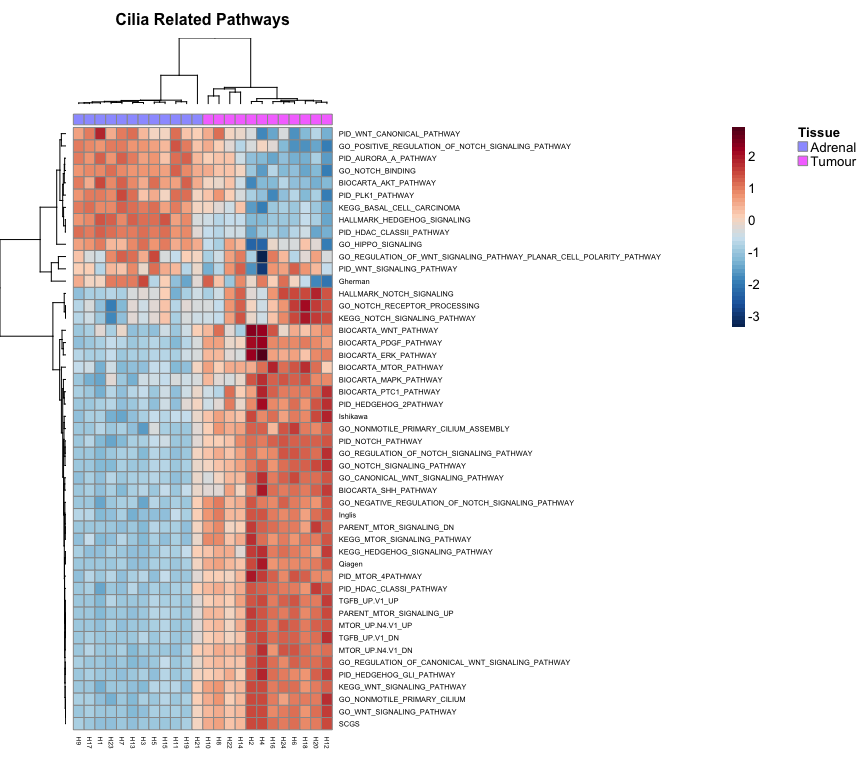 Cilia Related Pathways
PID_WNT_CANONICAL_PATHWAY
GO_POSITIVE_REGULATION_OF_NOTCH_SIGNALING_PATHWAY
PID_AURORA_A_PATHWAY
GO_NOTCH_BINDING
BIOCARTA_AKT_PATHWAY
PID_PLK1_PATHWAY
KEGG_BASAL_CELL_CARCINOMA
HALLMARK_HEDGEHOG_SIGNALING
PID_HDAC_CLASSII_PATHWAY
GO_HIPPO_SIGNALING
GO_REGULATION_OF_WNT_SIGNALING_PATHWAY_PLANAR_CELL_POLARITY_PATHWAY
PID_WNT_SIGNALING_PATHWAY
Gherman
HALLMARK_NOTCH_SIGNALING
GO_NOTCH_RECEPTOR_PROCESSING
KEGG_NOTCH_SIGNALING_PATHWAY
BIOCARTA_WNT_PATHWAY
BIOCARTA_PDGF_PATHWAY
BIOCARTA_ERK_PATHWAY
BIOCARTA_MTOR_PATHWAY
BIOCARTA_MAPK_PATHWAY
BIOCARTA_PTC1_PATHWAY
PID_HEDGEHOG_2PATHWAY
Ishikawa
GO_NONMOTILE_PRIMARY_CILIUM_ASSEMBLY
PID_NOTCH_PATHWAY
GO_REGULATION_OF_NOTCH_SIGNALING_PATHWAY
GO_NOTCH_SIGNALING_PATHWAY
GO_CANONICAL_WNT_SIGNALING_PATHWAY
BIOCARTA_SHH_PATHWAY
GO_NEGATIVE_REGULATION_OF_NOTCH_SIGNALING_PATHWAY
Inglis
PARENT_MTOR_SIGNALING_DN
KEGG_MTOR_SIGNALING_PATHWAY
KEGG_HEDGEHOG_SIGNALING_PATHWAY
Qiagen
PID_MTOR_4PATHWAY
PID_HDAC_CLASSI_PATHWAY
TGFB_UP.V1_UP
PARENT_MTOR_SIGNALING_UP
MTOR_UP.N4.V1_UP
TGFB_UP.V1_DN
MTOR_UP.N4.V1_DN
GO_REGULATION_OF_CANONICAL_WNT_SIGNALING_PATHWAY
PID_HEDGEHOG_GLI_PATHWAY
KEGG_WNT_SIGNALING_PATHWAY
GO_NONMOTILE_PRIMARY_CILIUM
GO_WNT_SIGNALING_PATHWAY
SCGS
H9 H17 H1 H23 H7 H13 H3 H5 H15 H11 H19 H21 H10 H8 H22 H14 H2 H4 H16 H24 H6 H18 H20 H12
2
1
0
-1
-2
-3
Tissue
Adrenal
Tumour